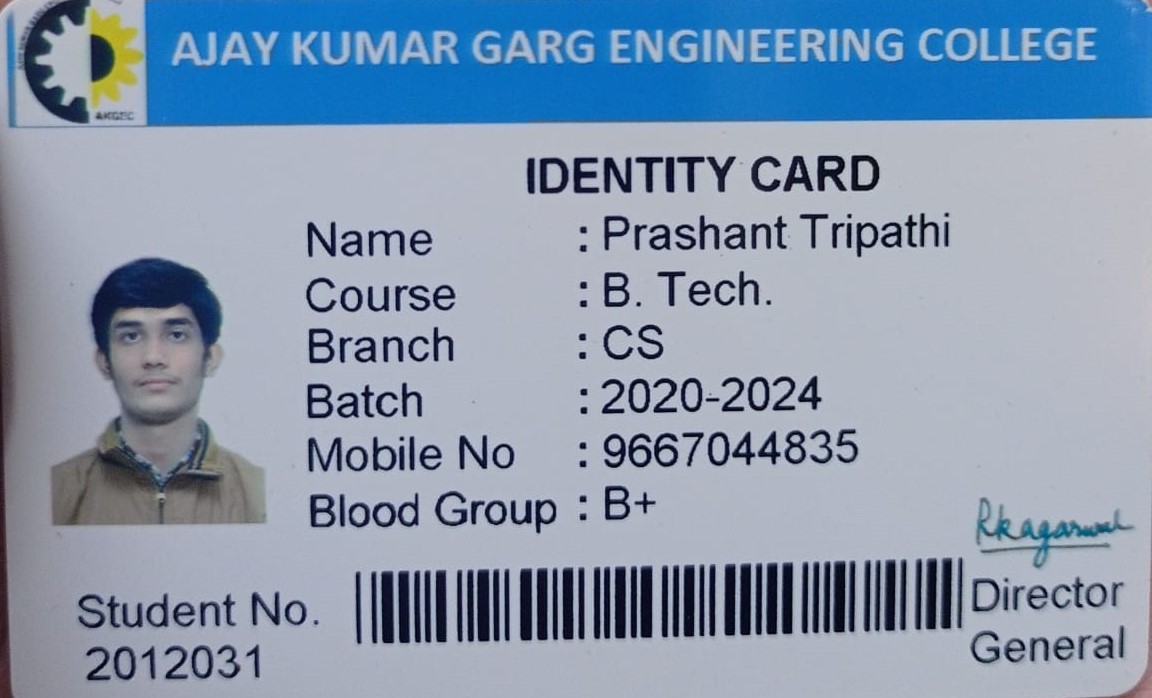 AJAY KUMAR GARG ENGINEERING COLLEGE
AKGEC
IDENTITY CARD
Name : Prashant Tripathi
Course : B. Tech.
Branch : CS
Batch : 2020-2024
Mobile No : 9667044835
Blood Group : B+
Rkagarwal
Student No.
2012031
Director
General